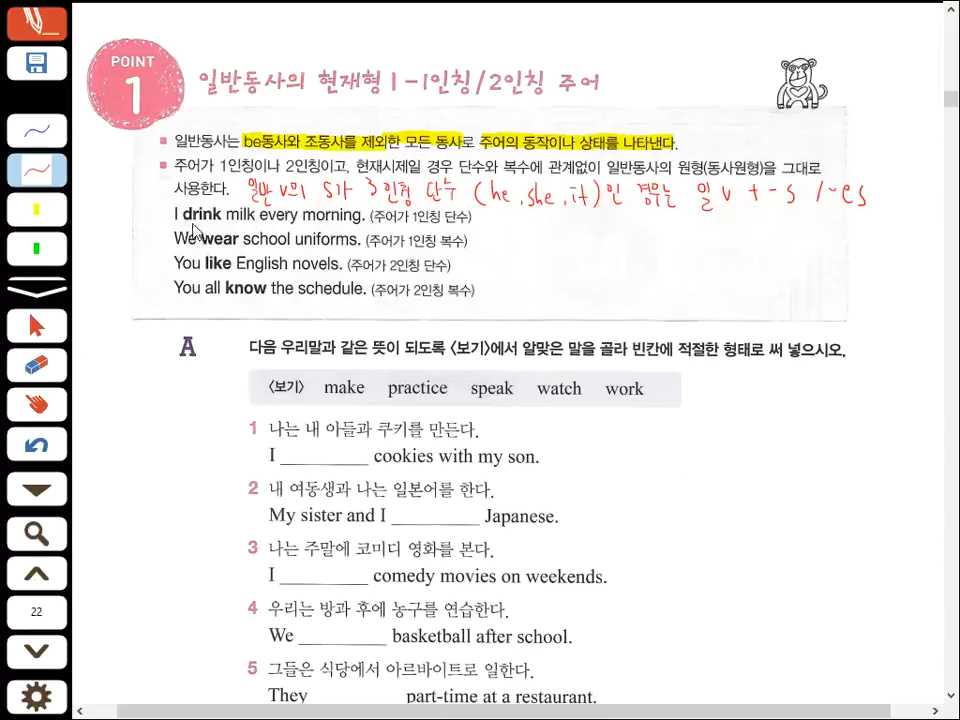 POINT
1
일반동사의 현재형 I -1인칭/2인칭 주어
일반동사는 be동사와 조동사를 제외한 모든 동사로 주어의 동작이나 상태를 나타낸다.
주어가 1인칭이나 2인칭이고, 현재시제일 경우 단수와 복수에 관계없이 일반동사의 원형(동사원형)을 그대로
사용한다. 일반 v의 S가 3인칭 단수 (he, she, it)인 경우는 일 v + -s /-es
I drink milk every morning. (주어가 1인칭 단수)
We wear school uniforms. (주어가 1인칭 복수)
You like English novels. (주어가 2인칭 단수)
You all know the schedule. (주어가 2인칭 복수)
A 다음 우리말과 같은 뜻이 되도록 <보기>에서 알맞은 말을 골라 빈칸에 적절한 형태로 써 넣으시오.
<보기> make practice speak watch work
1 나는 내 아들과 쿠키를 만든다.
I _________ cookies with my son.
2 내 여동생과 나는 일본어를 한다.
My sister and I _________ Japanese.
3 나는 주말에 코미디 영화를 본다.
I _________ comedy movies on weekends.
4 우리는 방과 후에 농구를 연습한다.
We _________ basketball after school.
5 그들은 식당에서 아르바이트로 일한다.
They _________ part-time at a restaurant.
22